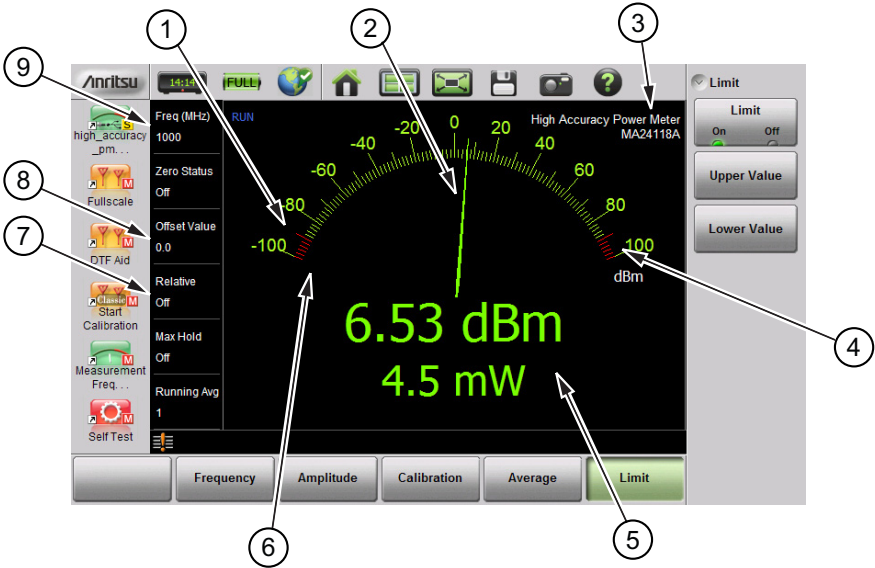 1
2
3
9
8
7
4
6
5
Anritsu
14:14
FULL
?
high_accuracy
_pm. . .
S
Fullscale
M
DTF Aid
M
Classic M
Start
Calibration
Measurement
Freq. . .
M
Self Test
M
Freq (MHz)
1000
Zero Status
Off
Offset Value
0.0
Relative
Off
Max Hold
Off
Running Avg
1
RUN
High Accuracy Power Meter
MA24118A
-100
-80
-60
-40
-20
0
20
40
60
80
100
dBm
6.53 dBm
4.5 mW
Limit
Limit
On Off
Upper Value
Lower Value
Frequency
Amplitude
Calibration
Average
Limit